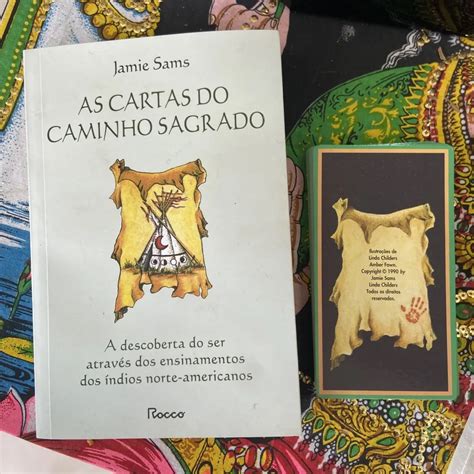 Jamie Sams
AS CARTAS DO
CAMINHO SAGRADO
A descoberta do ser
através dos ensinamentos
dos índios norte-americanos
Rocco
Ilustrações de
Linda Childers
Amber Fawn.
Copyright © 1990 by
Jamie Sams
Linda Childers
Todos os direitos
reservados.